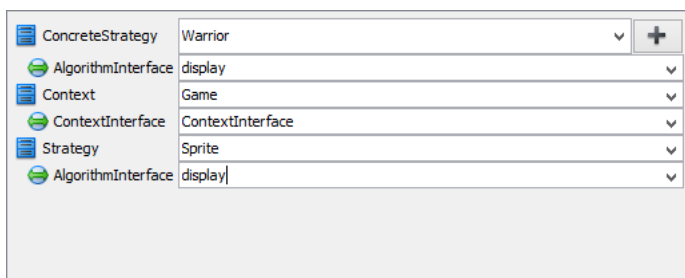 ConcreteStrategy Warrior
AlgorithmInterface display
Context Game
ContextInterface ContextInterface
Strategy Sprite
AlgorithmInterface display